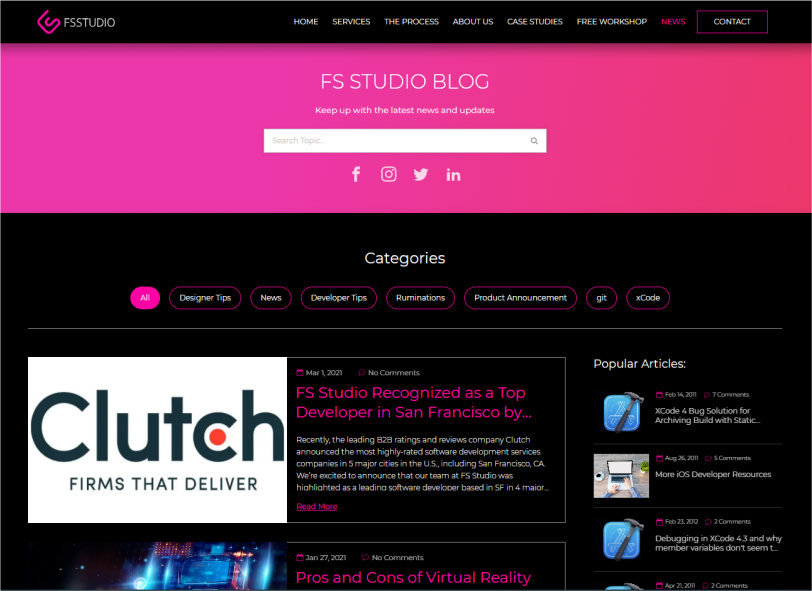 FSSTUDIO
HOME SERVICES THE PROCESS ABOUT US CASE STUDIES FREE WORKSHOP NEWS CONTACT
FS STUDIO BLOG
Keep up with the latest news and updates
Search Topic...
Categories
All Designer Tips News Developer Tips Ruminations Product Announcement git xCode
Clutch
FIRMS THAT DELIVER
Mar 1, 2021 No Comments
FS Studio Recognized as a Top
Developer in San Francisco by...
Recently, the leading B2B ratings and reviews company Clutch
announced the most highly-rated software development services
companies in 5 major cities in the U.S., including San Francisco, CA.
We're excited to announce that our team at FS Studio was
highlighted as a leading software developer based in SF in 4 major...
Read More
Jan 27, 2021 No Comments
Pros and Cons of Virtual Reality
Popular Articles:
Feb 14, 2011 7 Comments
XCode 4 Bug Solution for
Archiving Build with Static...
Aug 26, 2011 5 Comments
More iOS Developer Resources
Feb 23, 2012 2 Comments
Debugging in XCode 4.3 and why
member variables don't seem t...
Apr 21, 2011 2 Comments